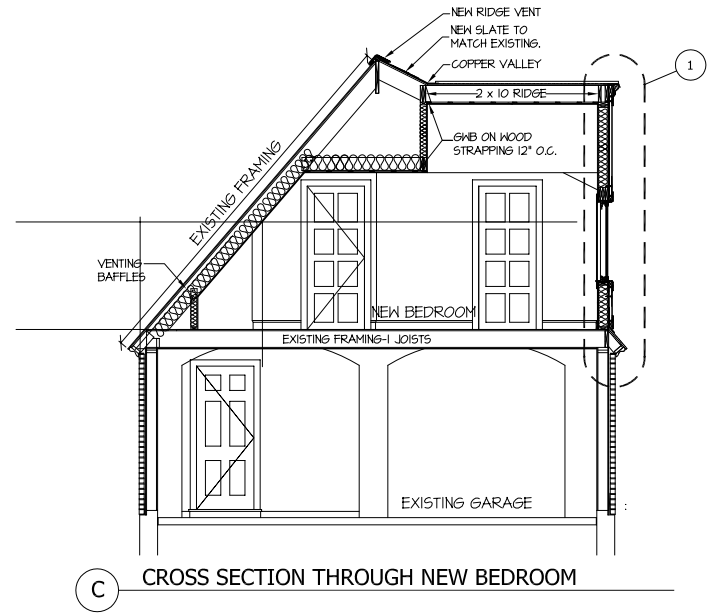 NEW RIDGE VENT
NEW SLATE TO
MATCH EXISTING.
COPPER VALLEY
1
2 x 10 RIDGE
GWB ON WOOD
STRAPPING 12" O.C.
EXISTING FRAMING
VENTING
BAFFLES
NEW BEDROOM
EXISTING FRAMING-I JOISTS
EXISTING GARAGE
C
CROSS SECTION THROUGH NEW BEDROOM